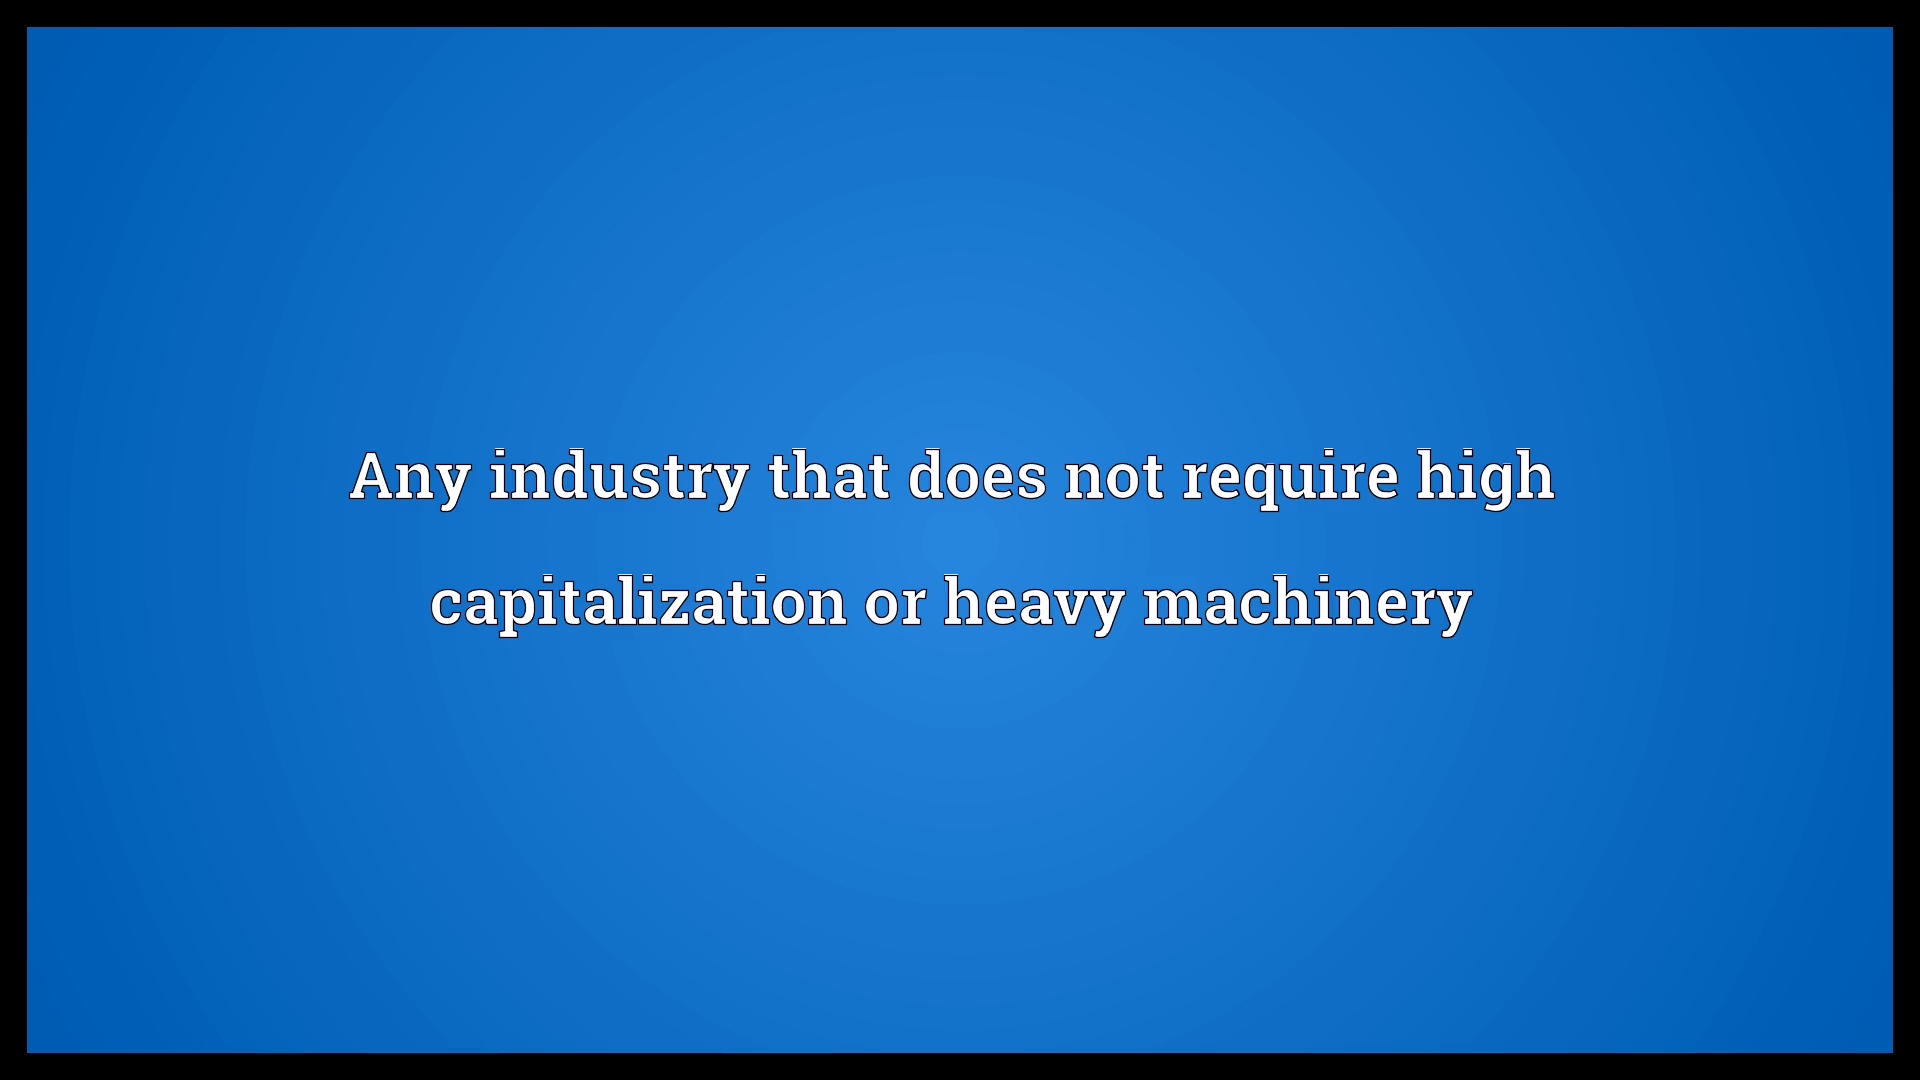 Any industry that does not require high
capitalization or heavy machinery